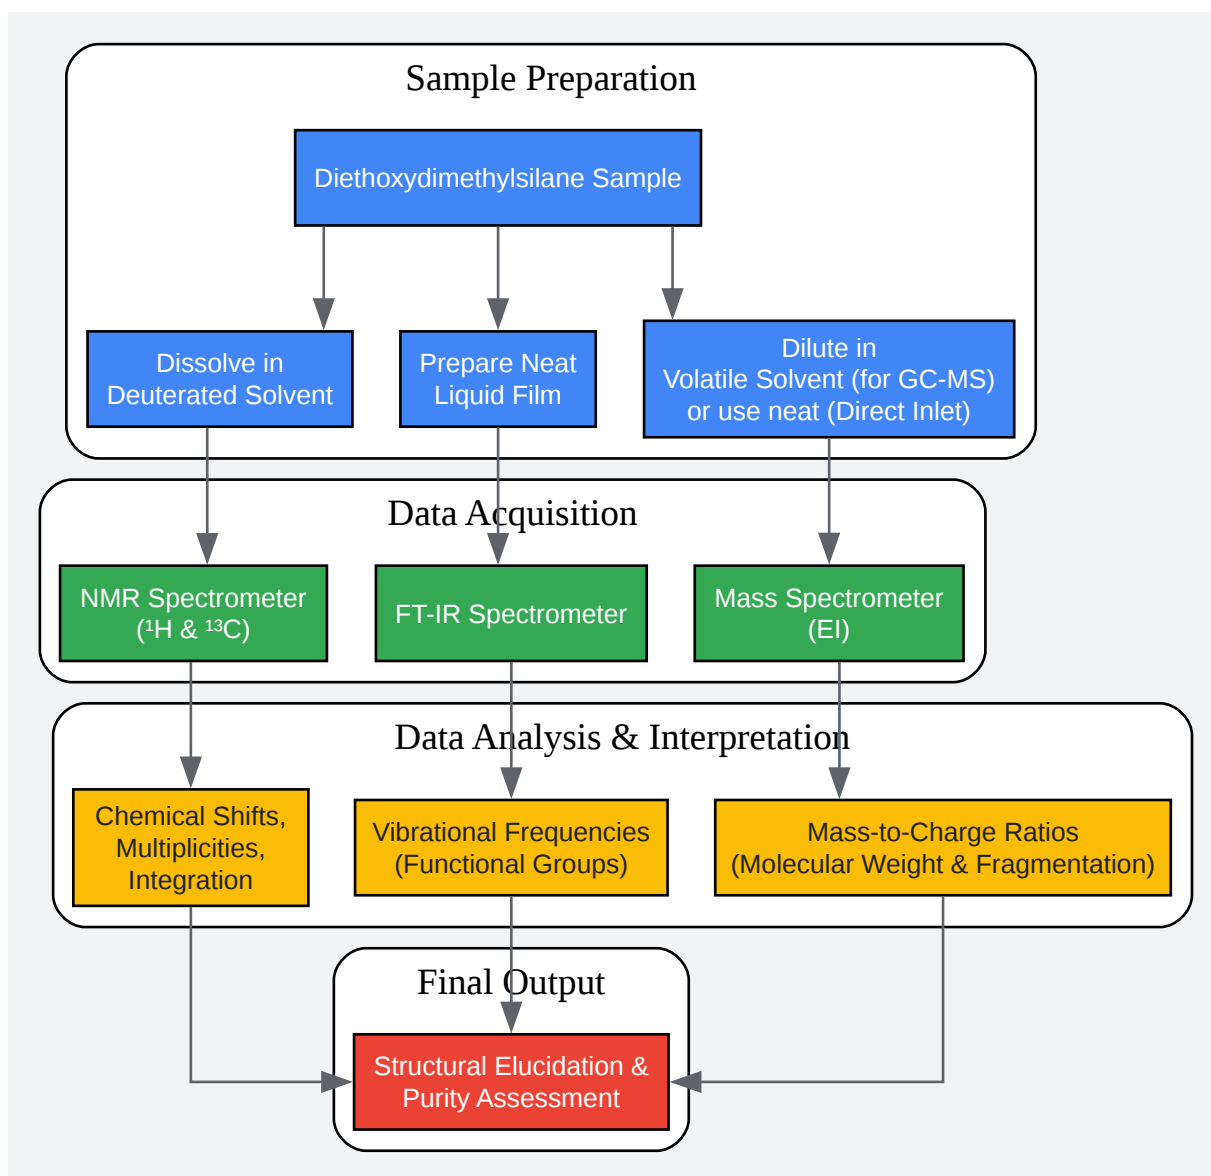 Sample Preparation
Diethoxydimethylsilane Sample
Dissolve in
Deuterated Solvent
Prepare Neat
Liquid Film
Dilute in
Volatile Solvent (for GC-MS)
or use neat (Direct Inlet)
Data Acquisition
NMR Spectrometer
(¹H & ¹³C)
FT-IR Spectrometer
Mass Spectrometer
(EI)
Data Analysis & Interpretation
Chemical Shifts,
Multiplicities,
Integration
Vibrational Frequencies
(Functional Groups)
Mass-to-Charge Ratios
(Molecular Weight & Fragmentation)
Final Output
Structural Elucidation &
Purity Assessment